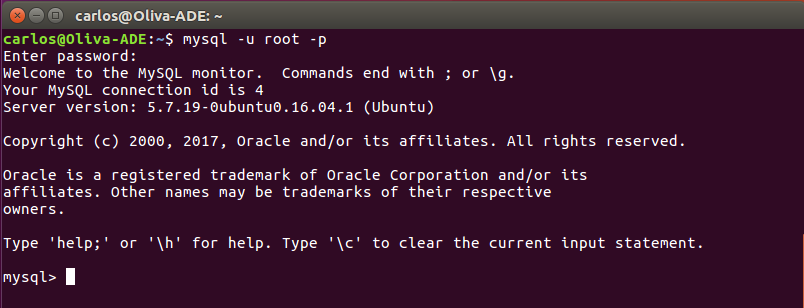 carlos@Oliva-ADE: ~
carlos@Oliva-ADE:~$ mysql -u root -p
Enter password:
Welcome to the MySQL monitor.  Commands end with ; or \g.
Your MySQL connection id is 4
Server version: 5.7.19-0ubuntu0.16.04.1 (Ubuntu)
Copyright (c) 2000, 2017, Oracle and/or its affiliates. All rights reserved.
Oracle is a registered trademark of Oracle Corporation and/or its
affiliates. Other names may be trademarks of their respective
owners.
Type 'help;' or '\h' for help. Type '\c' to clear the current input statement.
mysql>